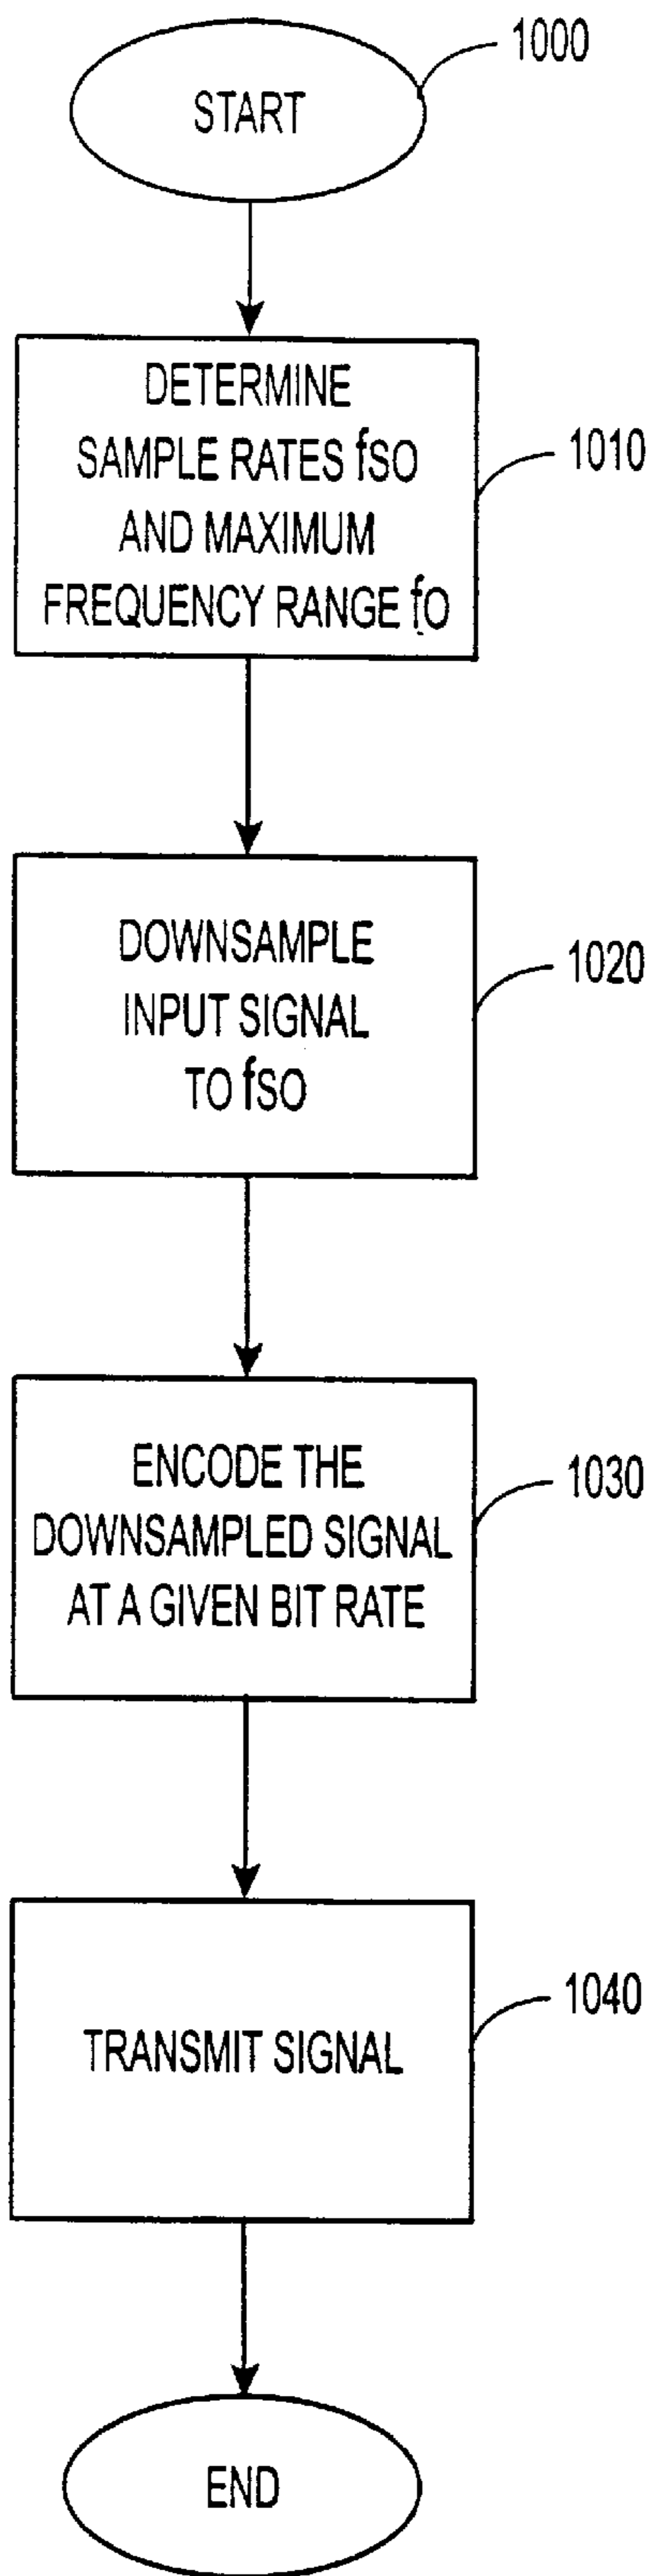 1000
START
DETERMINE
SAMPLE RATES fso
AND MAXIMUM
FREQUENCY RANGE fo
1010
DOWNSAMPLE
INPUT SIGNAL
TO fso
1020
ENCODE THE
DOWNSAMPLED SIGNAL
AT A GIVEN BIT RATE
1030
TRANSMIT SIGNAL
1040
END